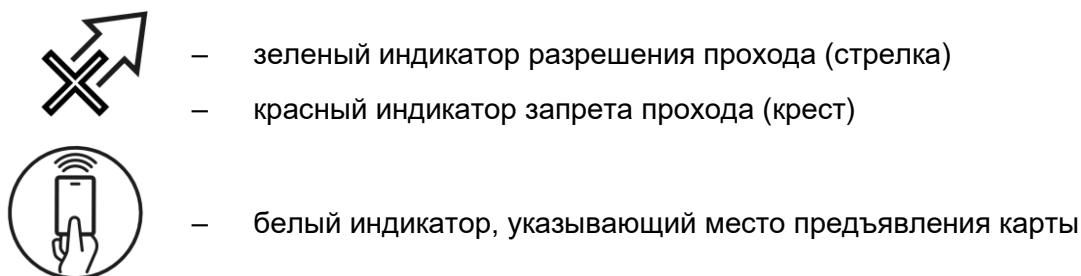 – зеленый индикатор разрешения прохода (стрелка)
– красный индикатор запрета прохода (крест)
– белый индикатор, указывающий место предъявления карты